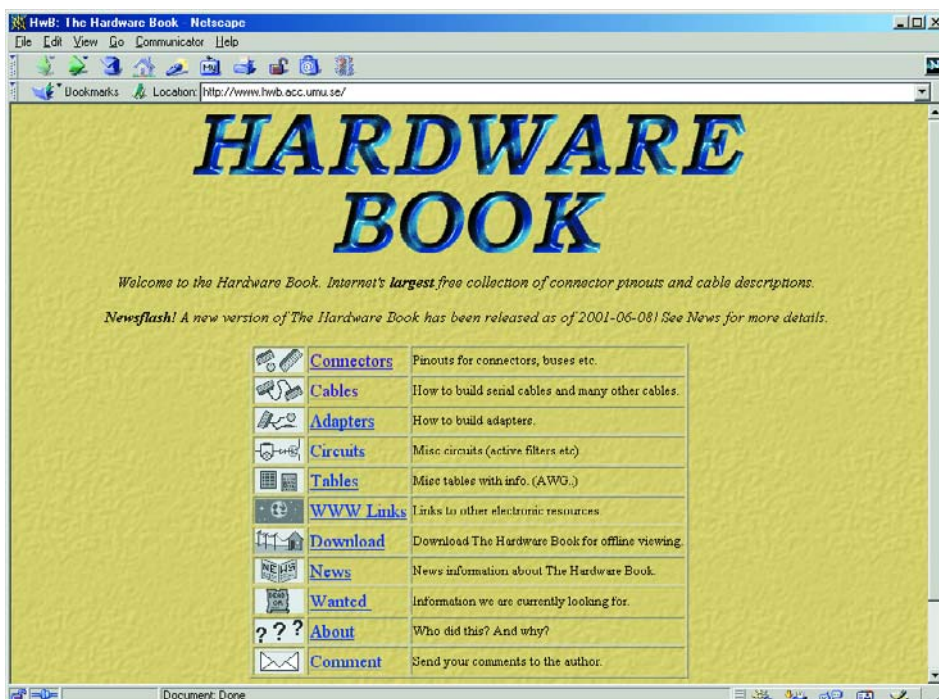 HwB: The Hardware Book - Netscape
File Edit View Go Communicator Help
Bookmarks Location: http://www.hwb.acc.umu.se/
HARDWARE
BOOK
Welcome to the Hardware Book. Internet's largest free collection of connector pinouts and cable descriptions.
Newsflash! A new version of The Hardware Book has been released as of 2001-06-08! See News for more details.
Connectors Pinouts for connectors, buses etc.
Cables How to build serial cables and many other cables.
Adapters How to build adapters.
Circuits Misc circuits (active filters etc)
Tables Misc tables with info. (AWG..)
WWW Links Links to other electronic resources
Download Download The Hardware Book for offline viewing.
NEWS
News News information about The Hardware Book.
Wanted Information we are currently looking for.
??? About Who did this? And why?
Comment Send your comments to the author.
Document: Done